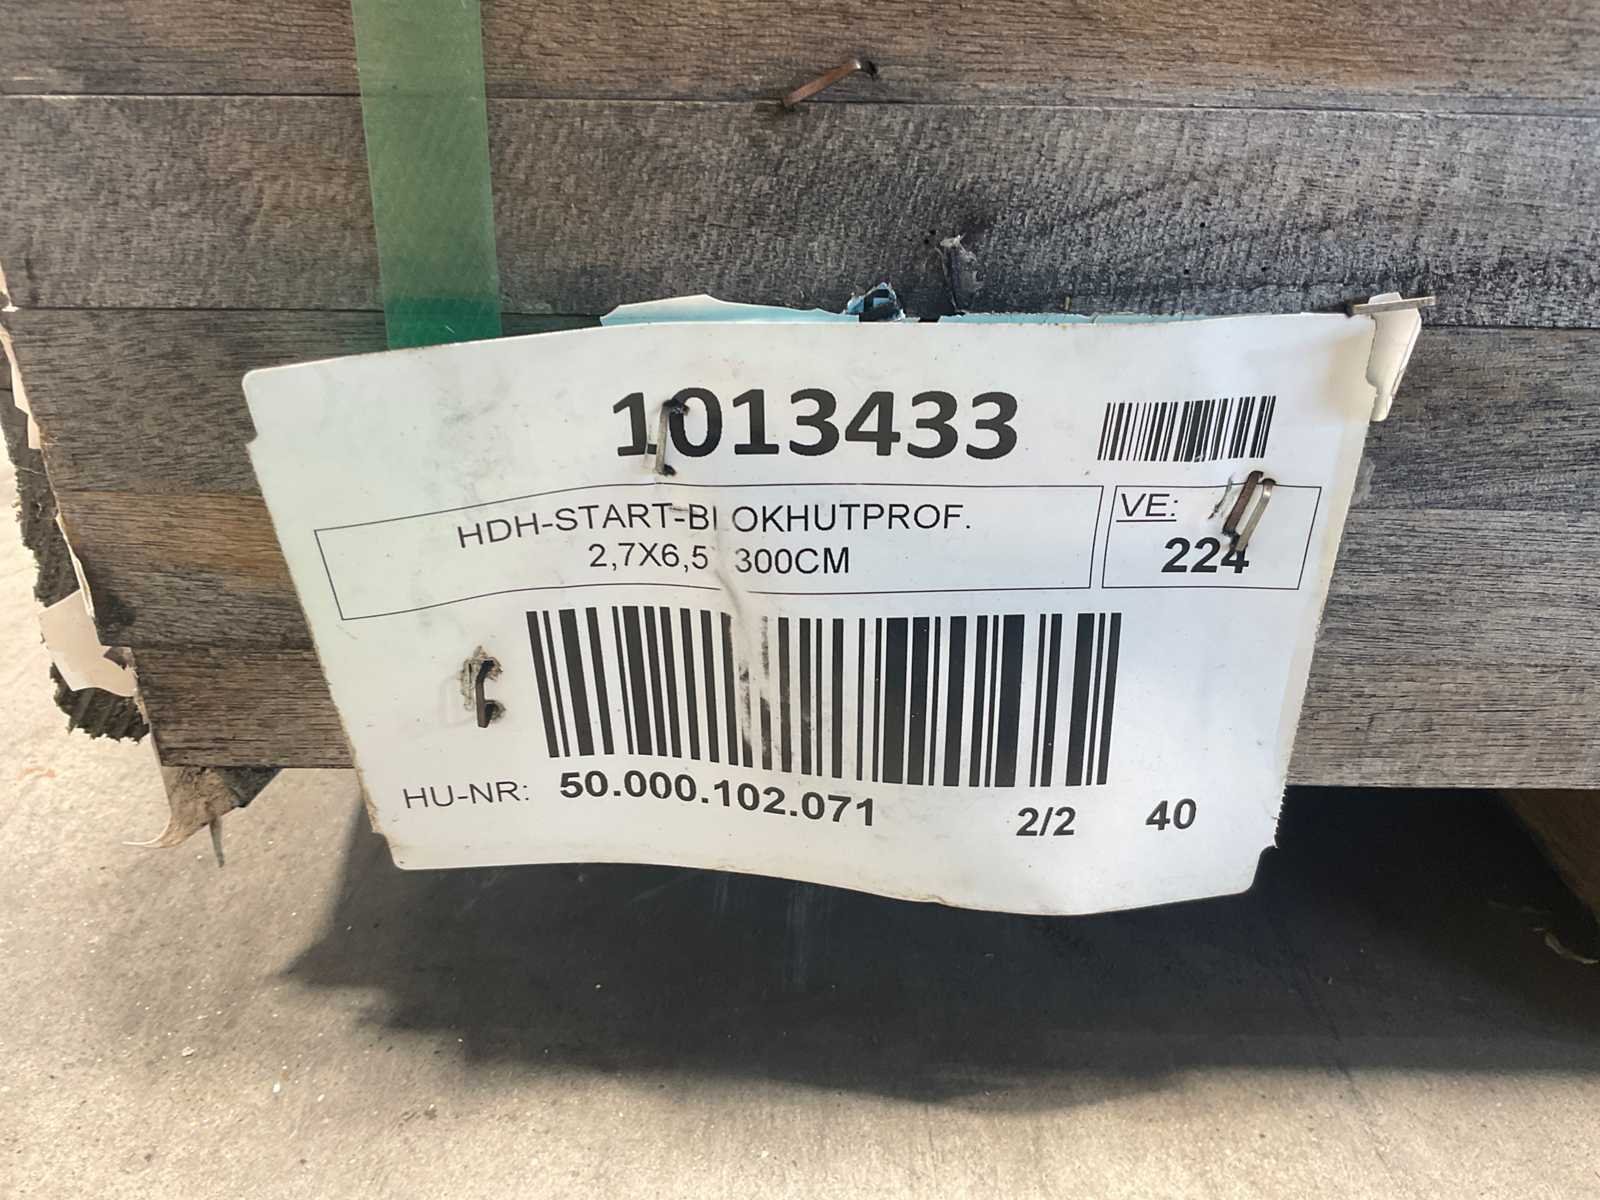 1013433
HDH-START-BLOKHUTPROF.
2,7X6,5 300CM
VE:
224
HU-NR: 50.000.102.071 2/2 40